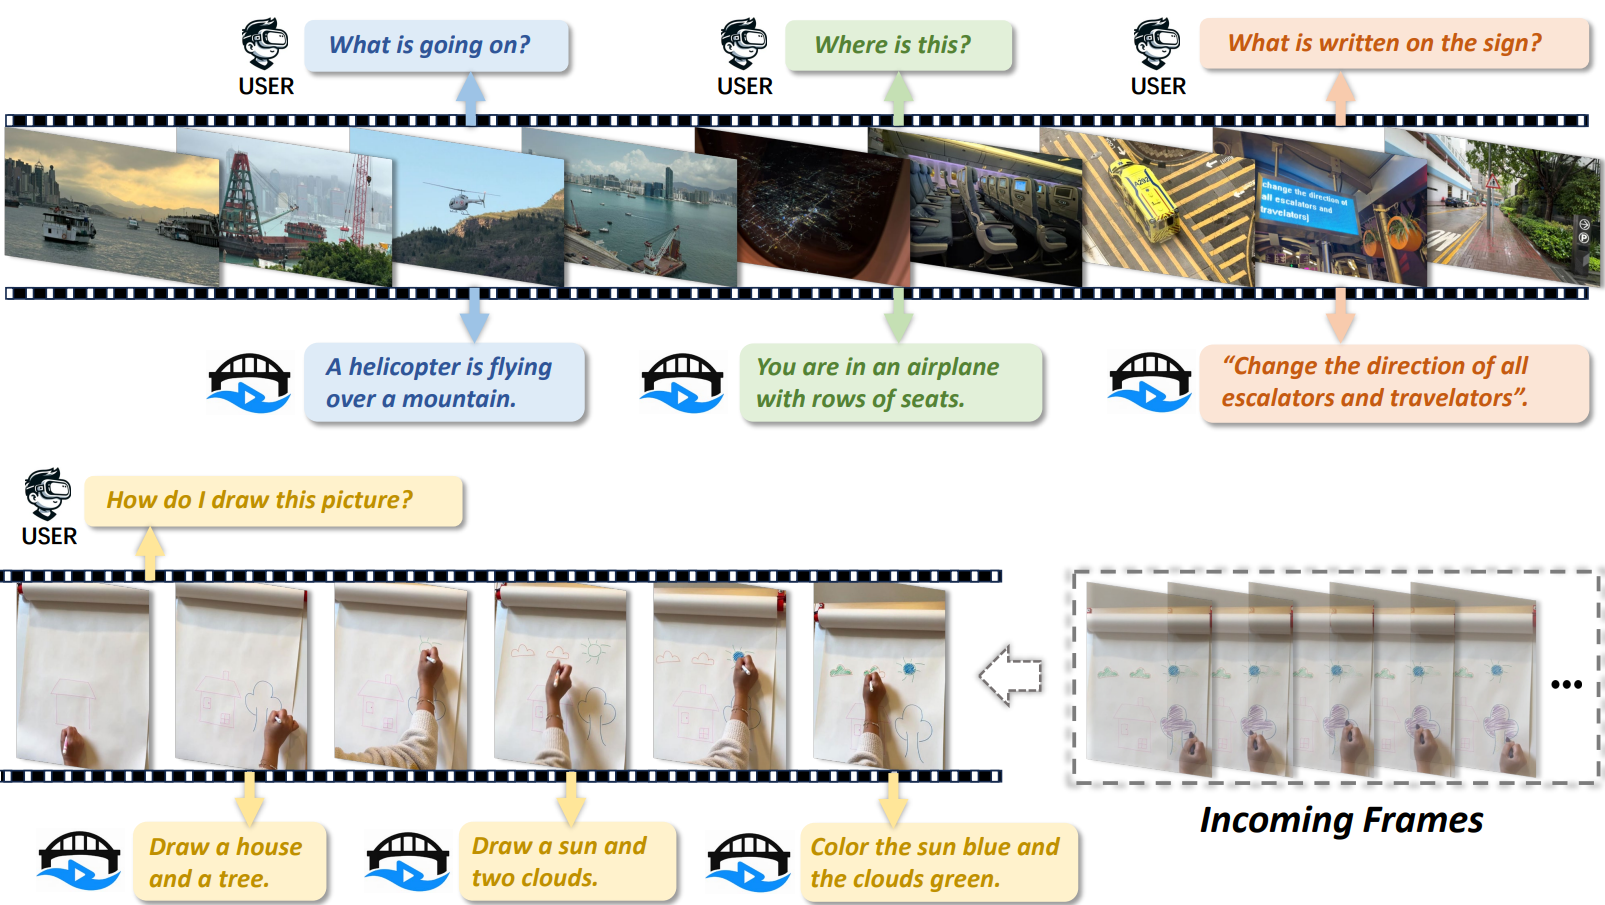 What is going on?
Where is this?
What is written on the sign?
USER
USER
USER
A292
change the direction of
all escalators and
travelators|
P
A helicopter is flying
over a mountain.
You are in an airplane
with rows of seats.
“Change the direction of all
escalators and travelators”.
How do I draw this picture?
USER
Draw a house
and a tree.
Draw a sun and
two clouds.
Color the sun blue and
the clouds green.
...
Incoming Frames